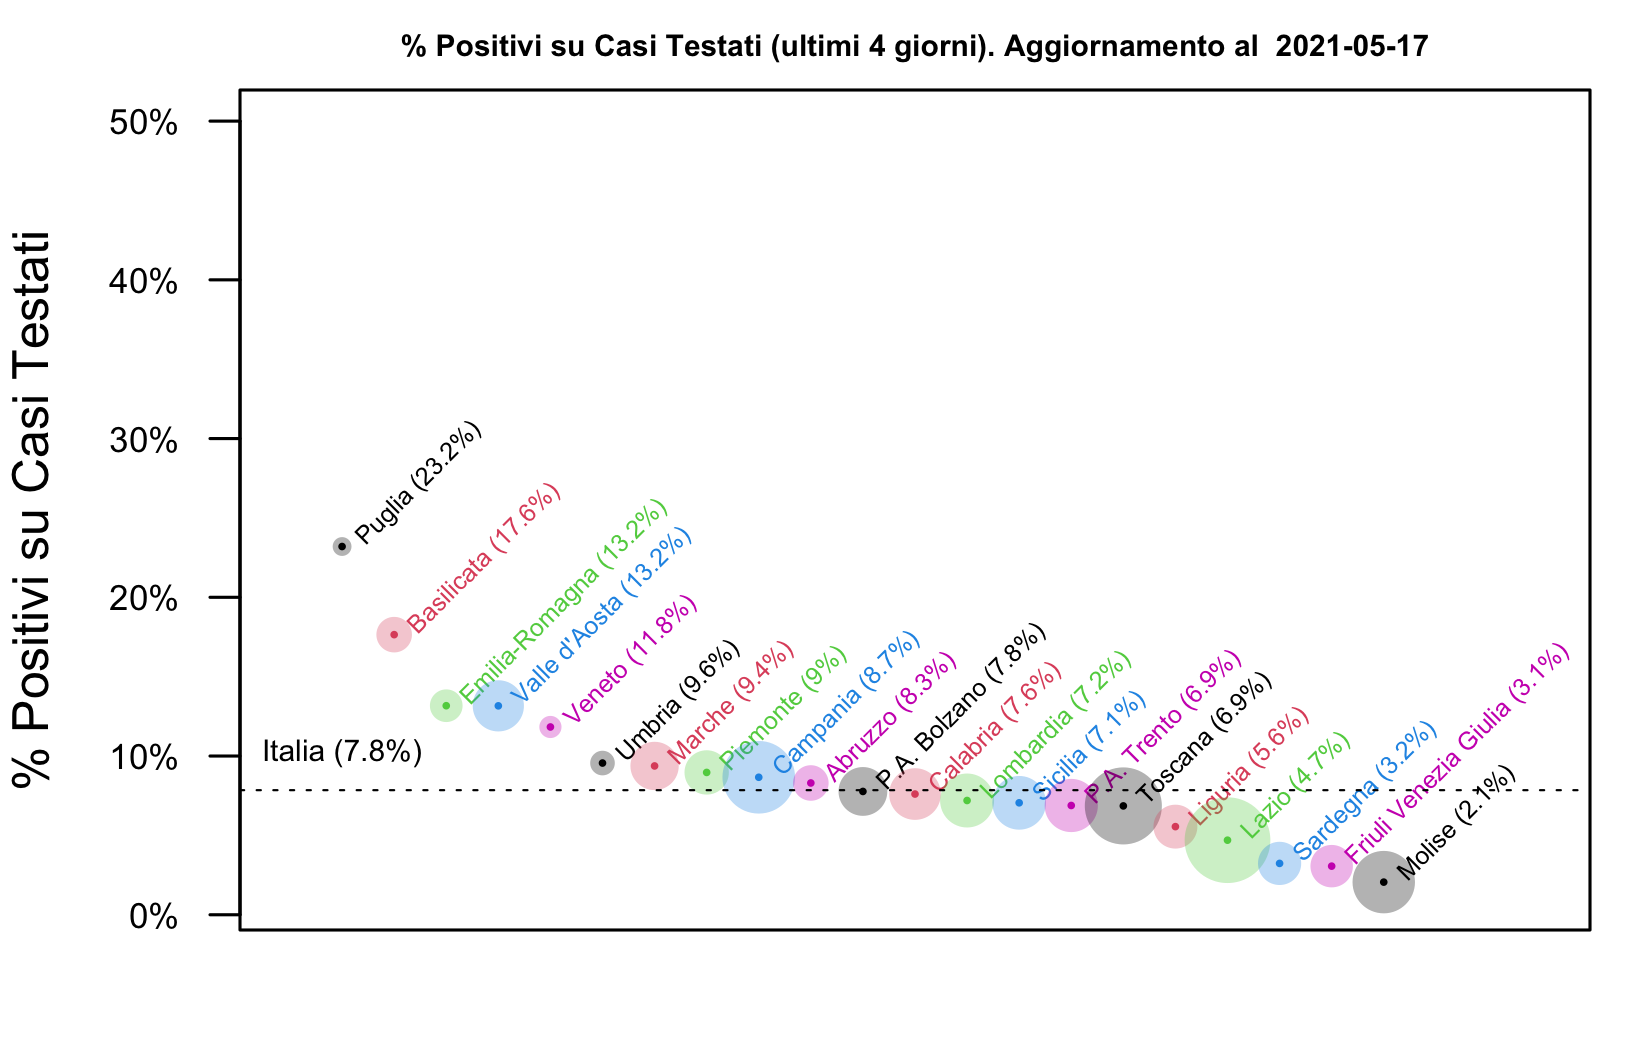 % Positivi su Casi Testati (ultimi 4 giorni). Aggiornamento al  2021-05-17
% Positivi su Casi Testati
50%
40%
30%
20%
10%
0%
Italia (7.8%)
Puglia (23.2%)
Basilicata (17.6%)
Emilia-Romagna (13.2%)
Valle d'Aosta (13.2%)
Veneto (11.8%)
Umbria (9.6%)
Marche (9.4%)
Piemonte (9%)
Campania (8.7%)
Abruzzo (8.3%)
P.A. Bolzano (7.8%)
Calabria (7.6%)
Lombardia (7.2%)
Sicilia (7.1%)
P.A. Trento (6.9%)
Toscana (6.9%)
Liguria (5.6%)
Lazio (4.7%)
Sardegna (3.2%)
Friuli Venezia Giulia (3.1%)
Molise (2.1%)